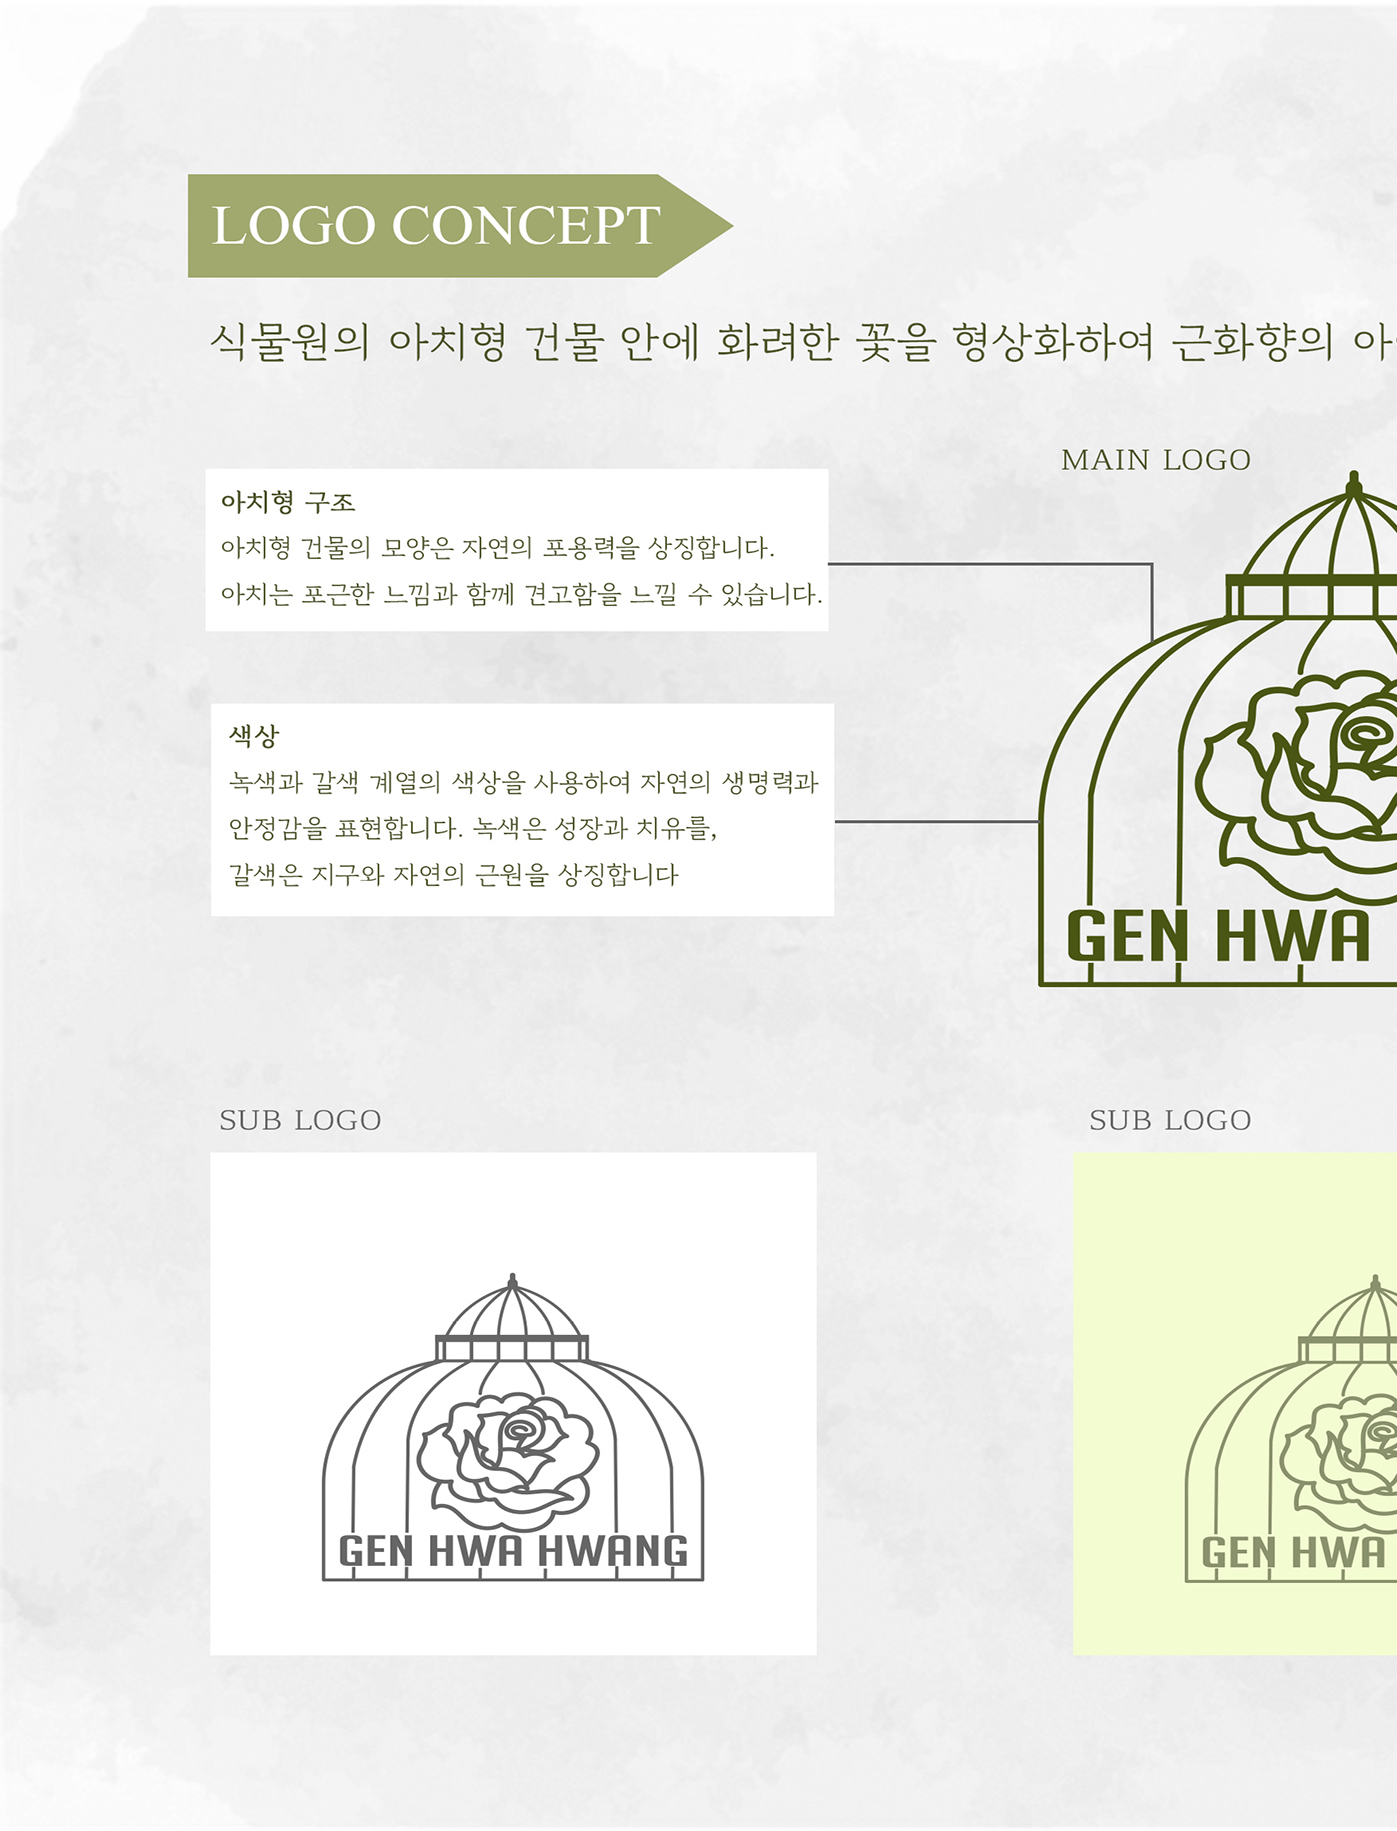 LOGO CONCEPT
식물원의 아치형 건물 안에 화려한 꽃을 형상화하여 근화향의
MAIN LOGO
아치형 구조
아치형 건물의 모양은 자연의 포용력을 상징합니다.
아치는 포근한 느낌과 함께 견고함을 느낄 수 있습니다.
색상
녹색과 갈색 계열의 색상을 사용하여 자연의 생명력과
안정감을 표현합니다. 녹색은 성장과 치유를,
갈색은 지구와 자연의 근원을 상징합니다
GEN HWA
SUB LOGO
SUB LOGO
GEN HWA HWANG
GEN HWA